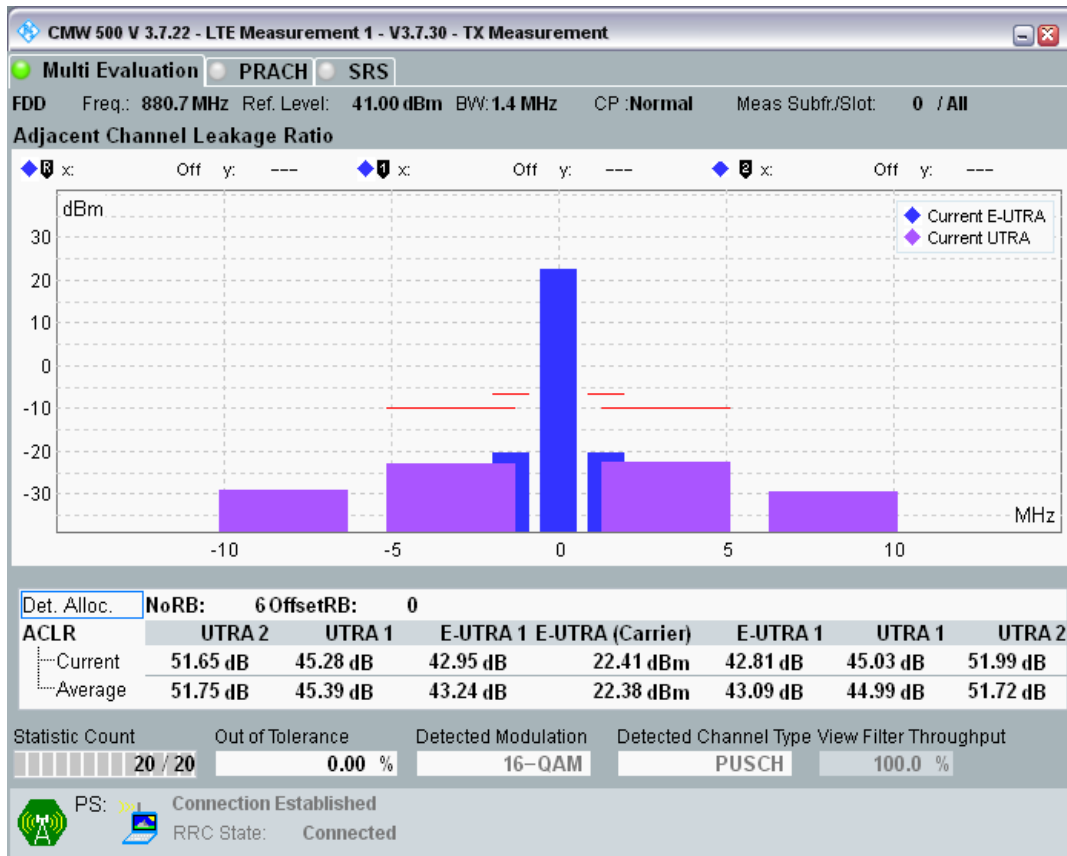 CMW 500 V 3.7.22 - LTE Measurement 1 - V3.7.30 - TX Measurement
Multi Evaluation PRACH SRS
FDD Freq.: 880.7 MHz Ref. Level: 41.00 dBm BW: 1.4 MHz CP :Normal Meas Subfr./Slot: 0 / All
Adjacent Channel Leakage Ratio
R x: Off y: --- 1 x: Off y: --- 2 x: Off y: ---
dBm
Current E-UTRA
Current UTRA
30
20
10
0
-10
-20
-30
MHz
-10 -5 0 5 10
Det. Alloc. NoRB: 6 OffsetRB: 0
ACLR UTRA 2 UTRA 1 E-UTRA 1 E-UTRA (Carrier) E-UTRA 1 UTRA 1 UTRA 2
Current 51.65 dB 45.28 dB 42.95 dB 22.41 dBm 42.81 dB 45.03 dB 51.99 dB
Average 51.75 dB 45.39 dB 43.24 dB 22.38 dBm 43.09 dB 44.99 dB 51.72 dB
Statistic Count Out of Tolerance Detected Modulation Detected Channel Type View Filter Throughput
20 / 20 0.00 % 16-QAM PUSCH 100.0 %
PS: Connection Established
RRC State: Connected